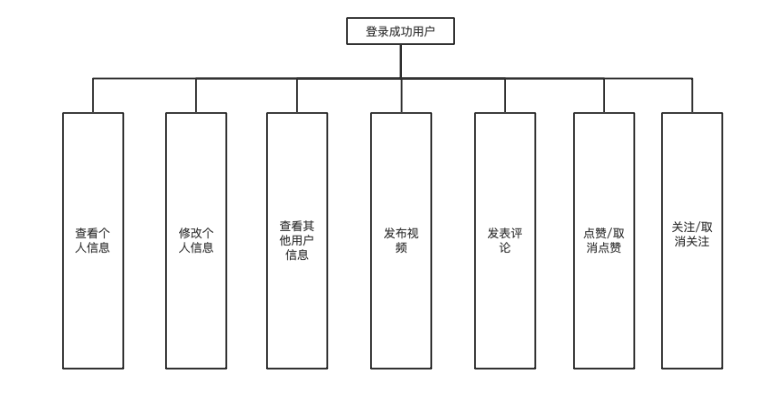 登录成功用户
查看个
人信息
修改个
人信息
查看其
他用户
信息
发布视
频
发表评
论
点赞/取
消点赞
关注/取
消关注